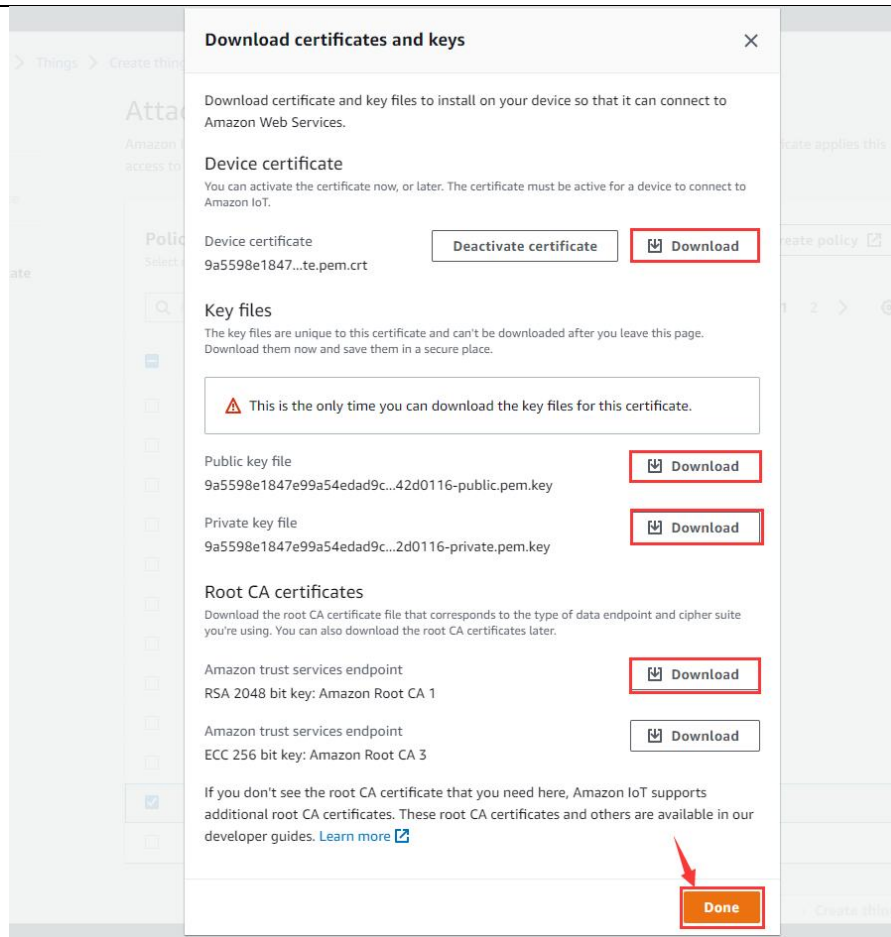 Download certificates and keys
Things > Create thing
Download certificate and key files to install on your device so that it can connect to
Amazon Web Services.
Attac
Amazon
cate applies this
access to
Device certificate
You can activate the certificate now, or later. The certificate must be active for a device to connect to
Amazon IoT.
Polic
Device certificate
Deactivate certificate
Download
reate policy
Select
9a5598e1847...te.pem.crt
ate
Key files
1 2 >
The key files are unique to this certificate and can't be downloaded after you leave this page.
Download them now and save them in a secure place.
This is the only time you can download the key files for this certificate.
Public key file
Download
9a5598e1847e99a54edad9c...42d0116-public.pem.key
Private key file
Download
9a5598e1847e99a54edad9c...2d0116-private.pem.key
Root CA certificates
Download the root CA certificate file that corresponds to the type of data endpoint and cipher suite
you're using. You can also download the root CA certificates later.
Amazon trust services endpoint
Download
RSA 2048 bit key: Amazon Root CA 1
Amazon trust services endpoint
Download
ECC 256 bit key: Amazon Root CA 3
If you don't see the root CA certificate that you need here, Amazon IoT supports
additional root CA certificates. These root CA certificates and others are available in our
developer guides. Learn more
Done
Create thing